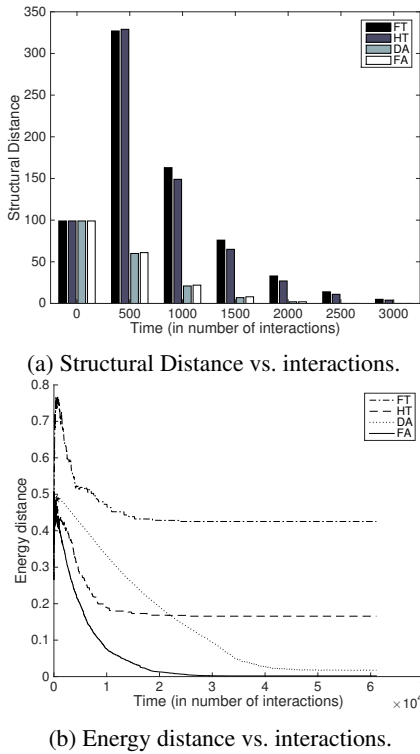 350
300
250
200
150
100
50
0
Structural Distance
FT
HT
DA
FA
0 500 1000 1500 2000 2500 3000
Time (in number of interactions)
(a) Structural Distance vs. interactions.
0.8
0.7
0.6
0.5
0.4
0.3
0.2
0.1
0
Energy distance
FT
HT
DA
FA
0 1 2 3 4 5 6
×10⁴
Time (in number of interactions)
(b) Energy distance vs. interactions.